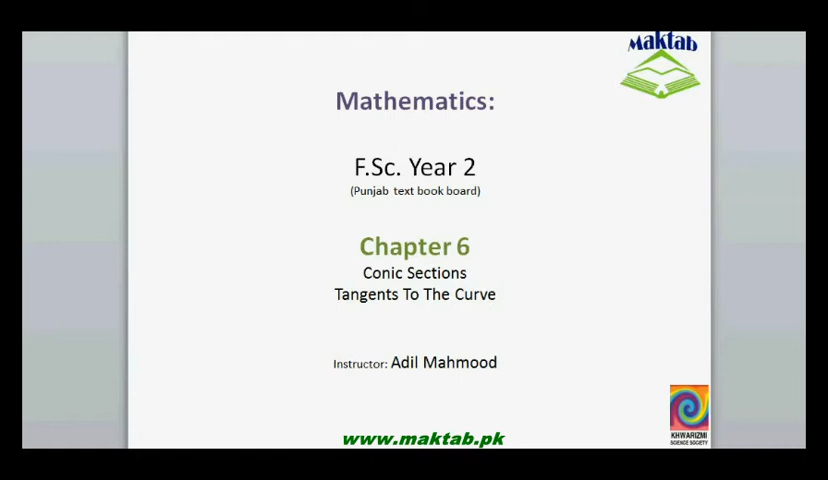 Maktab
Mathematics:
F.Sc. Year 2
(Punjab text book board)
Chapter 6
Conic Sections
Tangents To The Curve
Instructor: Adil Mahmood
KHWARIZMI
SCIENCE SOCIETY
www.maktab.pk